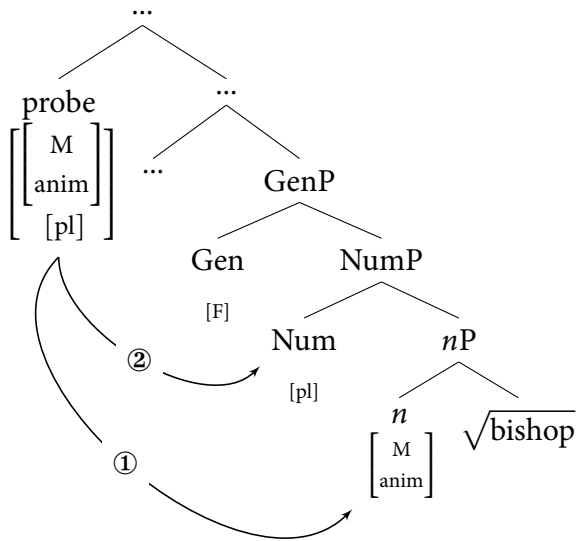 ...
probe
...
M
anim
[pl]
...
GenP
Gen
NumP
[F]
Num
nP
②
[pl]
n
√bishop
M
anim
①